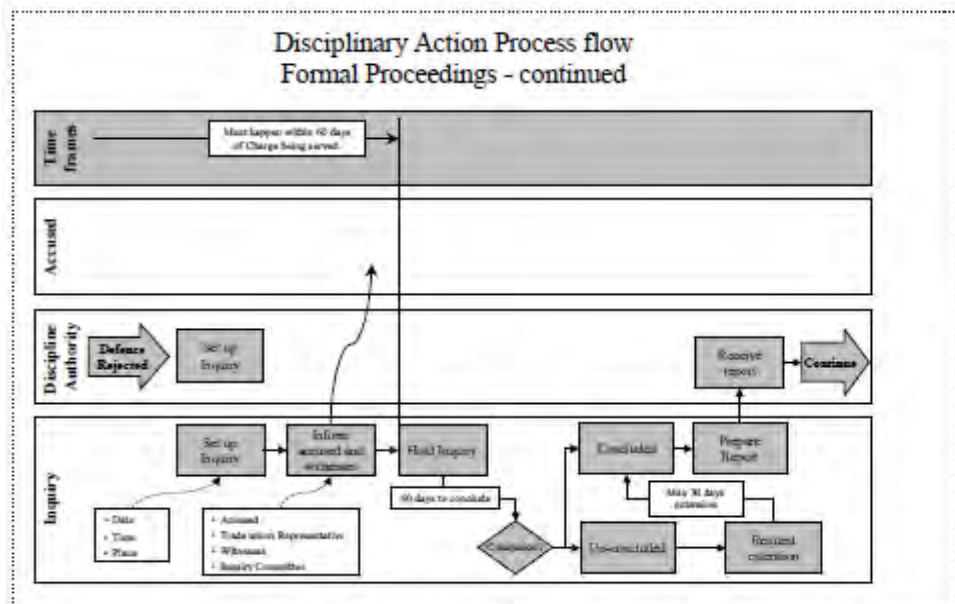 Disciplinary Action Process flow
Formal Proceedings - continued
Time
frames
Must happen within 60 days
of Charge being served
Accused
Discipline
Authority
Defence
Rejected
Set up
Inquiry
Receive
report
Continue
Inquiry
Set up
Inquiry
Inform
accused and
witnesses
Hold Inquiry
Concluded
Prepare
Report
60 days to conclude
Max 30 days
extension
Un-concluded
Request
extension
• Date
• Time
• Place
• Accused
• Trade union Representative
• Witnesses
• Inquiry Committee